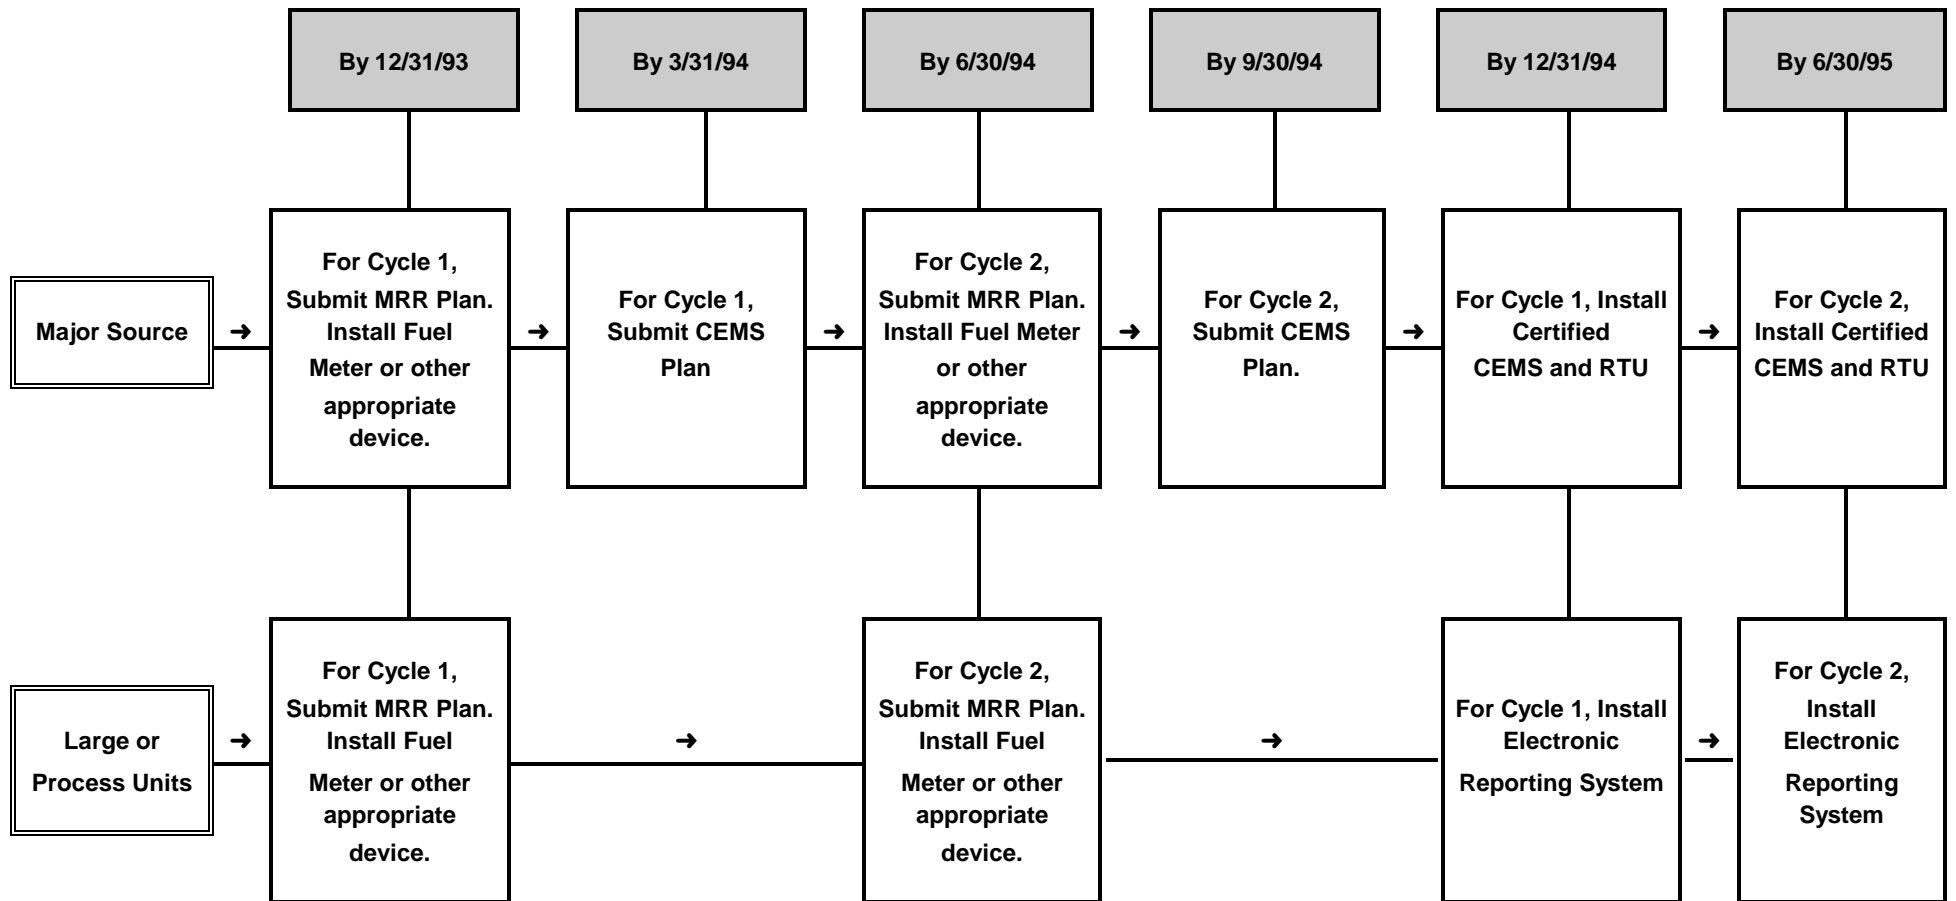 By 12/31/93
By 3/31/94
By 6/30/94
By 9/30/94
By 12/31/94
By 6/30/95
Major Source
For Cycle 1,
Submit MRR Plan.
Install Fuel
Meter or other
appropriate
device.
For Cycle 1,
Submit CEMS
Plan
For Cycle 2,
Submit MRR Plan.
Install Fuel Meter
or other
appropriate
device.
For Cycle 2,
Submit CEMS
Plan.
For Cycle 1, Install
Certified
CEMS and RTU
For Cycle 2,
Install Certified
CEMS and RTU
Large or
Process Units
For Cycle 1,
Submit MRR Plan.
Install Fuel
Meter or other
appropriate
device.
For Cycle 2,
Submit MRR Plan.
Install Fuel
Meter or other
appropriate
device.
For Cycle 1, Install
Electronic
Reporting System
For Cycle 2,
Install
Electronic
Reporting
System